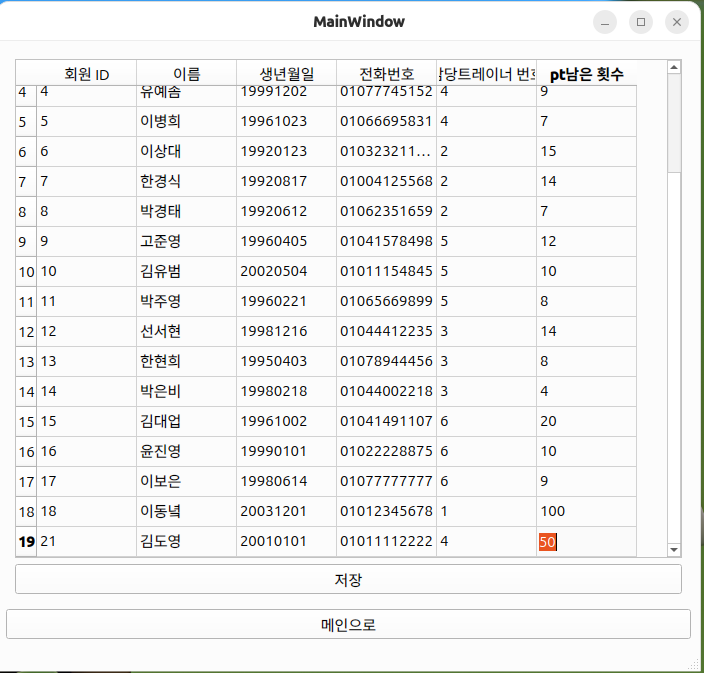 MainWindow
회원 ID 이름 생년월일 전화번호 담당트레이너 번호 pt남은 횟수
4 4 유예솜 19991202 01077745152 4 9
5 5 이병희 19961023 01066695831 4 7
6 6 이상대 19920123 010323211... 2 15
7 7 한경식 19920817 01004125568 2 14
8 8 박경태 19920612 01062351659 2 7
9 9 고준영 19960405 01041578498 5 12
10 10 김유범 20020504 01011154845 5 10
11 11 박주영 19960221 01065669899 5 8
12 12 선서현 19981216 01044412235 3 14
13 13 한현희 19950403 01078944456 3 8
14 14 박은비 19980218 01044002218 3 4
15 15 김대업 19961002 01041491107 6 20
16 16 윤진영 19990101 01022228875 6 10
17 17 이보은 19980614 01077777777 6 9
18 18 이동녘 20031201 01012345678 1 100
19 21 김도영 20010101 01011112222 4 50
저장
메인으로